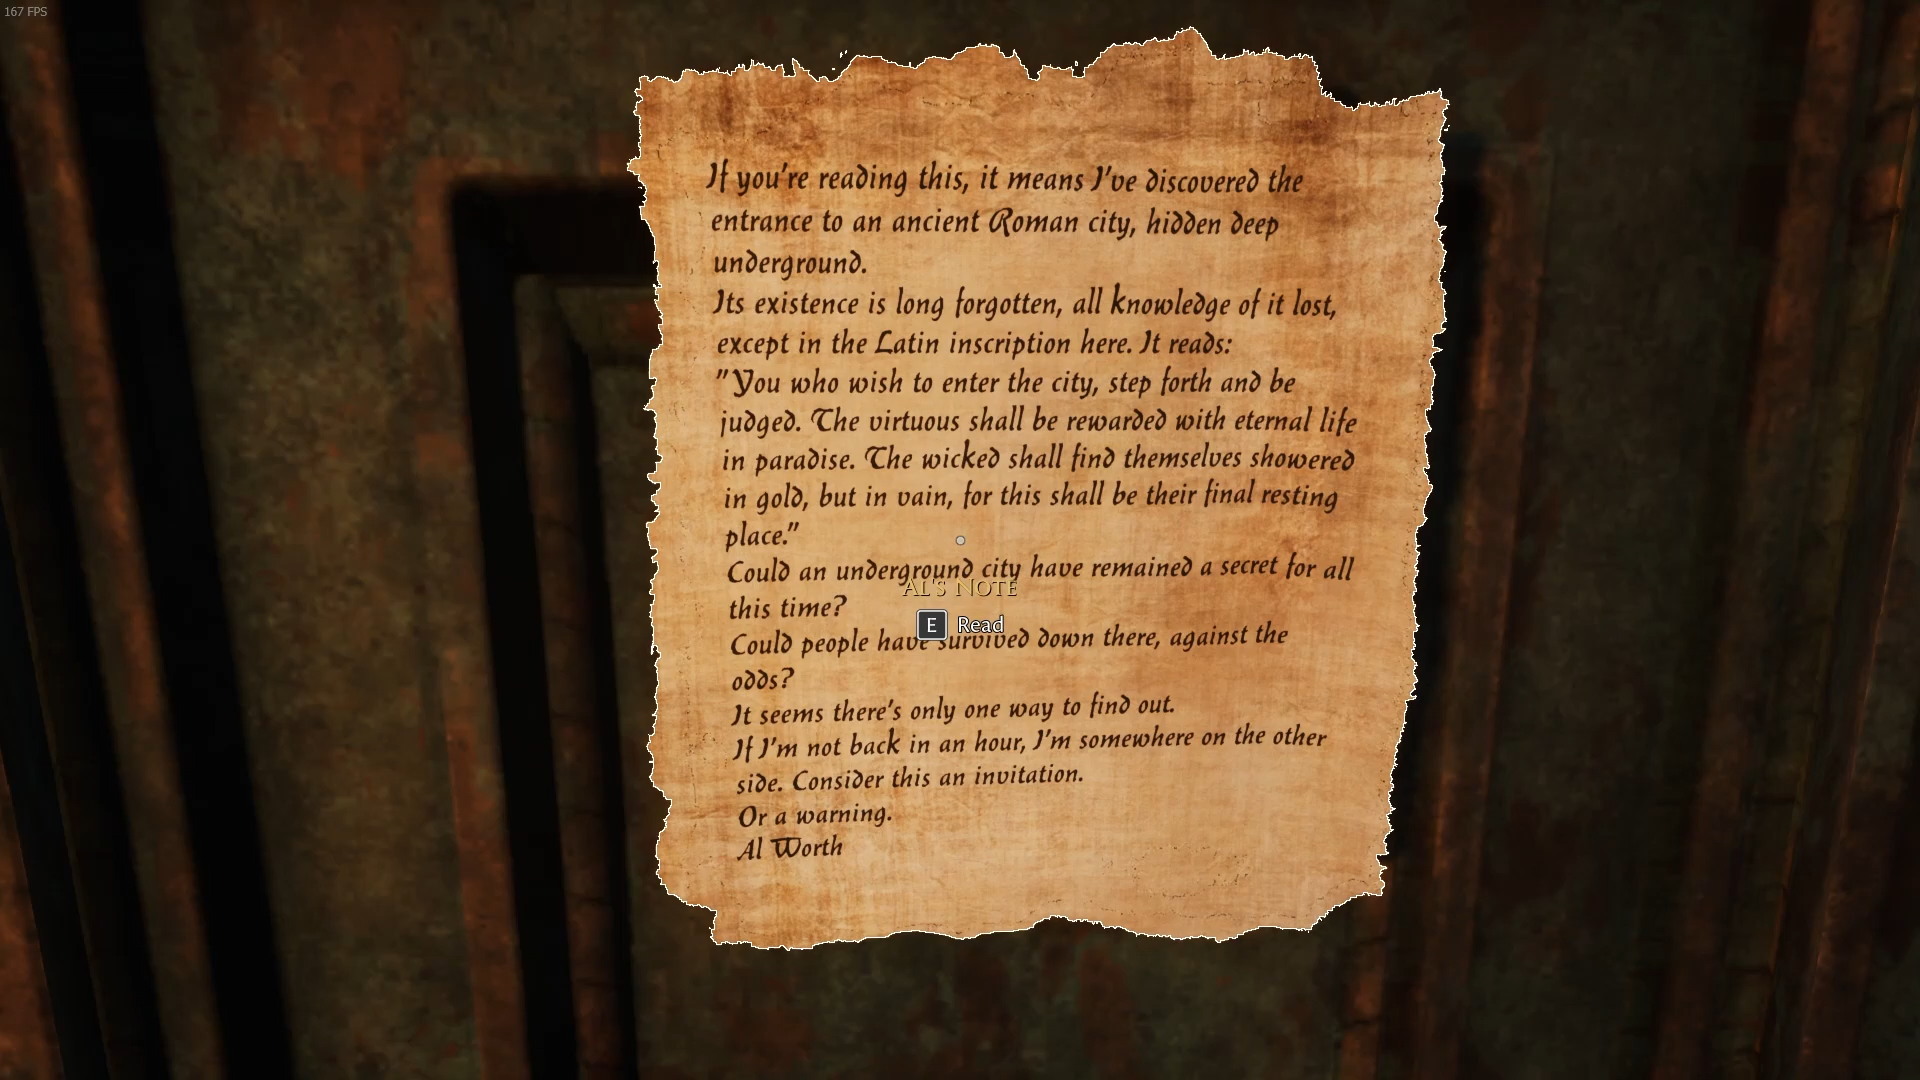 167 FPS
If you're reading this, it means I've discovered the
entrance to an ancient Roman city, hidden deep
underground.
Its existence is long forgotten, all knowledge of it lost,
except in the Latin inscription here. It reads:
"You who wish to enter the city, step forth and be
judged. The virtuous shall be rewarded with eternal life
in paradise. The wicked shall find themselves showered
in gold, but in vain, for this shall be their final resting
place."
Could an underground city have remained a secret for all
AL'S NOTE
this time?
E Read
Could people have survived down there, against the
odds?
It seems there's only one way to find out.
If I'm not back in an hour, I'm somewhere on the other
side. Consider this an invitation.
Or a warning.
Al Worth